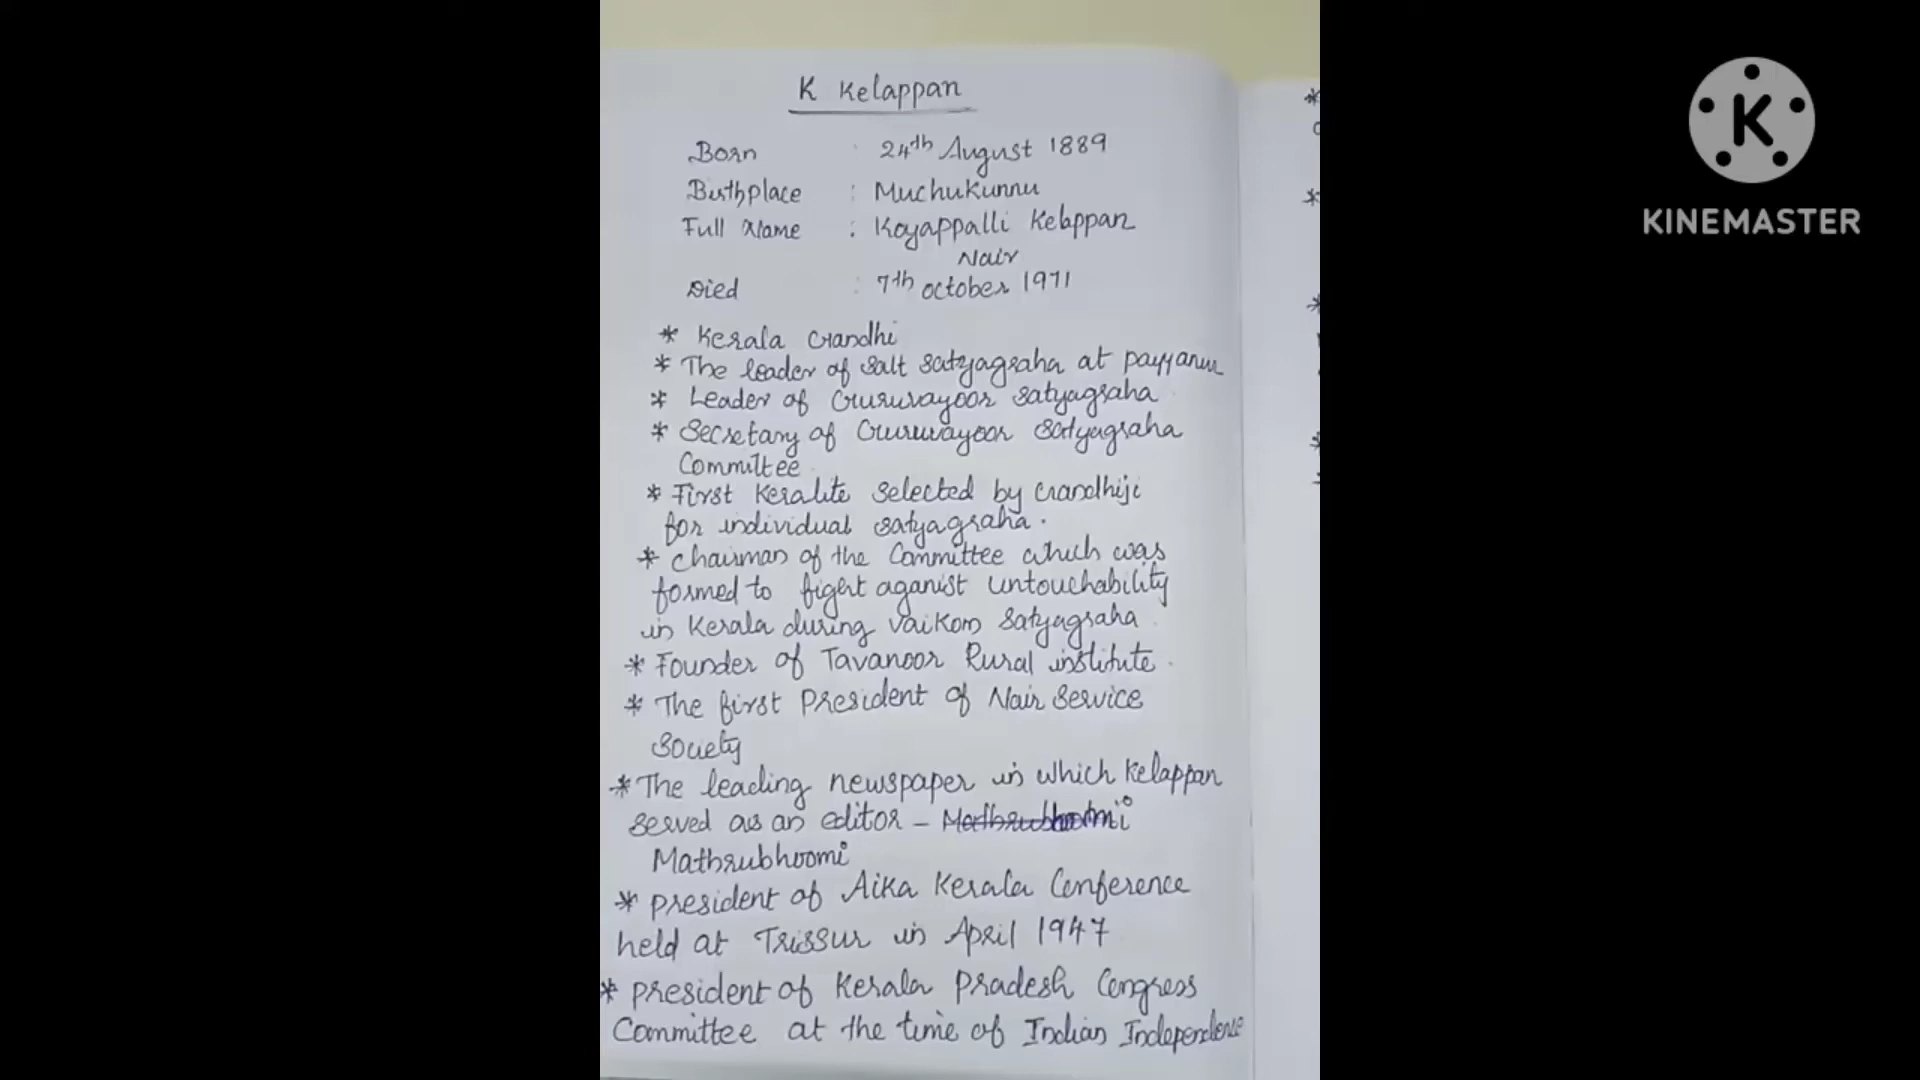 K Kelappan
Born : 24th August 1889
Birthplace : Muchukunnu
Full Name : Koyappalli Kelappan
Nair
Died : 7th october 1971
* Kerala Gandhi
* The leader of Salt Satyagraha at payyanur
* Leader of Guruvayoor Satyagraha
* Secretary of Guruvayoor Satyagraha
Committee
* First Keralite Selected by Gandhiji
for individual satyagraha.
* Chairman of the Committee which was
formed to fight aganist untouchability
in Kerala during Vaikom Satyagraha
* Founder of Tavanoor Rural institute.
* The first President of Nair Service
Society
* The leading newspaper in which Kelappan
served as an editor - Mathrubhoomi
Mathrubhoomi
* president of Aika Kerala Conference
held at Trissur in April 1947
* president of Kerala Pradesh Congress
Committee at the time of Indian Independence
KINEMASTER